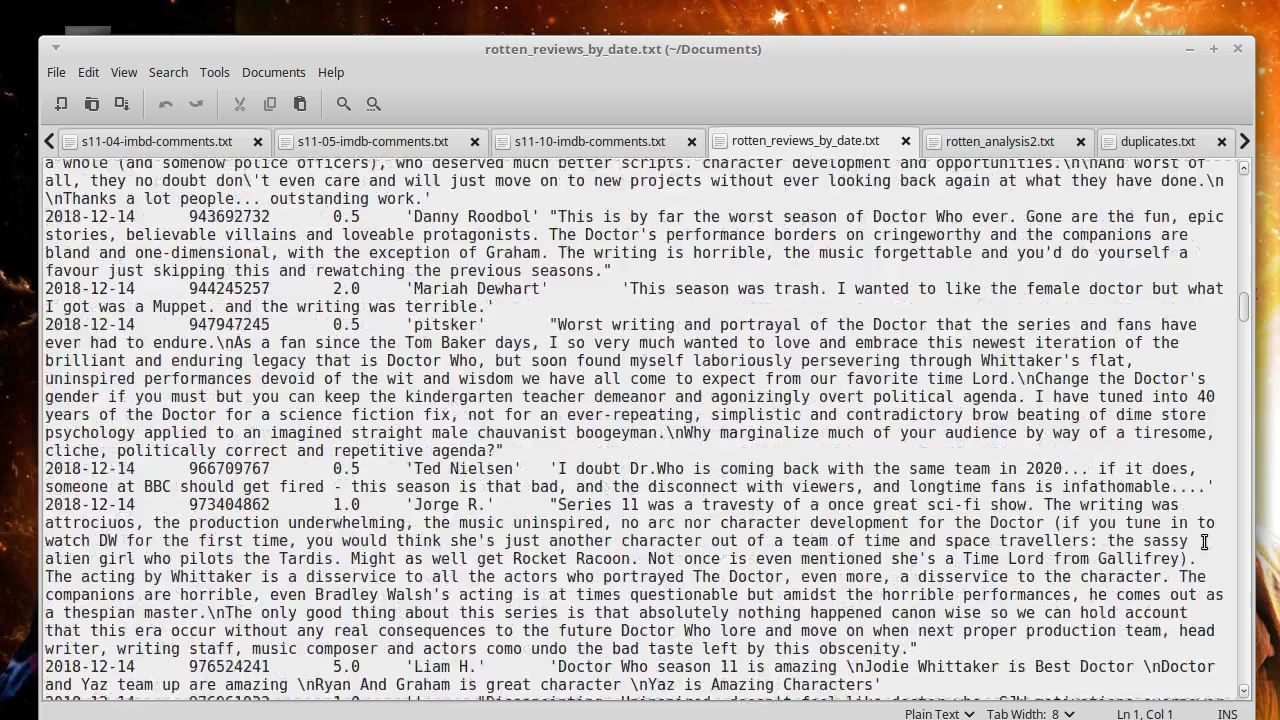 rotten_reviews_by_date.txt (~/Documents)
File Edit View Search Tools Documents Help
s11-04-imbd-comments.txt s11-05-imdb-comments.txt s11-10-imdb-comments.txt rotten_reviews_by_date.txt rotten_analysis2.txt duplicates.txt
a whole (and somehow police officers), who deserved much better scripts. character development and opportunities.\n\nAnd worst of
all, they no doubt don\'t even care and will just move on to new projects without ever looking back again at what they have done.\n
\nThanks a lot people... outstanding work.'
2018-12-14 943692732 0.5 'Danny Roodbol' "This is by far the worst season of Doctor Who ever. Gone are the fun, epic
stories, believable villains and loveable protagonists. The Doctor's performance borders on cringeworthy and the companions are
bland and one-dimensional, with the exception of Graham. The writing is horrible, the music forgettable and you'd do yourself a
favour just skipping this and rewatching the previous seasons."
2018-12-14 944245257 2.0 'Mariah Dewhart' 'This season was trash. I wanted to like the female doctor but what
I got was a Muppet. and the writing was terrible.'
2018-12-14 947947245 0.5 'pitsker' "Worst writing and portrayal of the Doctor that the series and fans have
ever had to endure.\nAs a fan since the Tom Baker days, I so very much wanted to love and embrace this newest iteration of the
brilliant and enduring legacy that is Doctor Who, but soon found myself laboriously persevering through Whittaker's flat,
uninspired performances devoid of the wit and wisdom we have all come to expect from our favorite time Lord.\nChange the Doctor's
gender if you must but you can keep the kindergarten teacher demeanor and agonizingly overt political agenda. I have tuned into 40
years of the Doctor for a science fiction fix, not for an ever-repeating, simplistic and contradictory brow beating of dime store
psychology applied to an imagined straight male chauvanist boogeyman.\nWhy marginalize much of your audience by way of a tiresome,
cliche, politically correct and repetitive agenda?"
2018-12-14 966709767 0.5 'Ted Nielsen' 'I doubt Dr.Who is coming back with the same team in 2020... if it does,
someone at BBC should get fired - this season is that bad, and the disconnect with viewers, and longtime fans is infathomable....'
2018-12-14 973404862 1.0 'Jorge R.' "Series 11 was a travesty of a once great sci-fi show. The writing was
attrociuos, the production underwhelming, the music uninspired, no arc nor character development for the Doctor (if you tune in to
watch DW for the first time, you would think she's just another character out of a team of time and space travellers: the sassy
alien girl who pilots the Tardis. Might as well get Rocket Racoon. Not once is even mentioned she's a Time Lord from Gallifrey).
The acting by Whittaker is a disservice to all the actors who portrayed The Doctor, even more, a disservice to the character. The
companions are horrible, even Bradley Walsh's acting is at times questionable but amidst the horrible performances, he comes out as
a thespian master.\nThe only good thing about this series is that absolutely nothing happened canon wise so we can hold account
that this era occur without any real consequences to the future Doctor Who lore and move on when next proper production team, head
writer, writing staff, music composer and actors como undo the bad taste left by this obscenity."
2018-12-14 976524241 5.0 'Liam H.' 'Doctor Who season 11 is amazing \nJodie Whittaker is Best Doctor \nDoctor
and Yaz team up are amazing \nRyan And Graham is great character \nYaz is Amazing Characters'
Plain Text Tab Width: 8 Ln 1, Col 1 INS